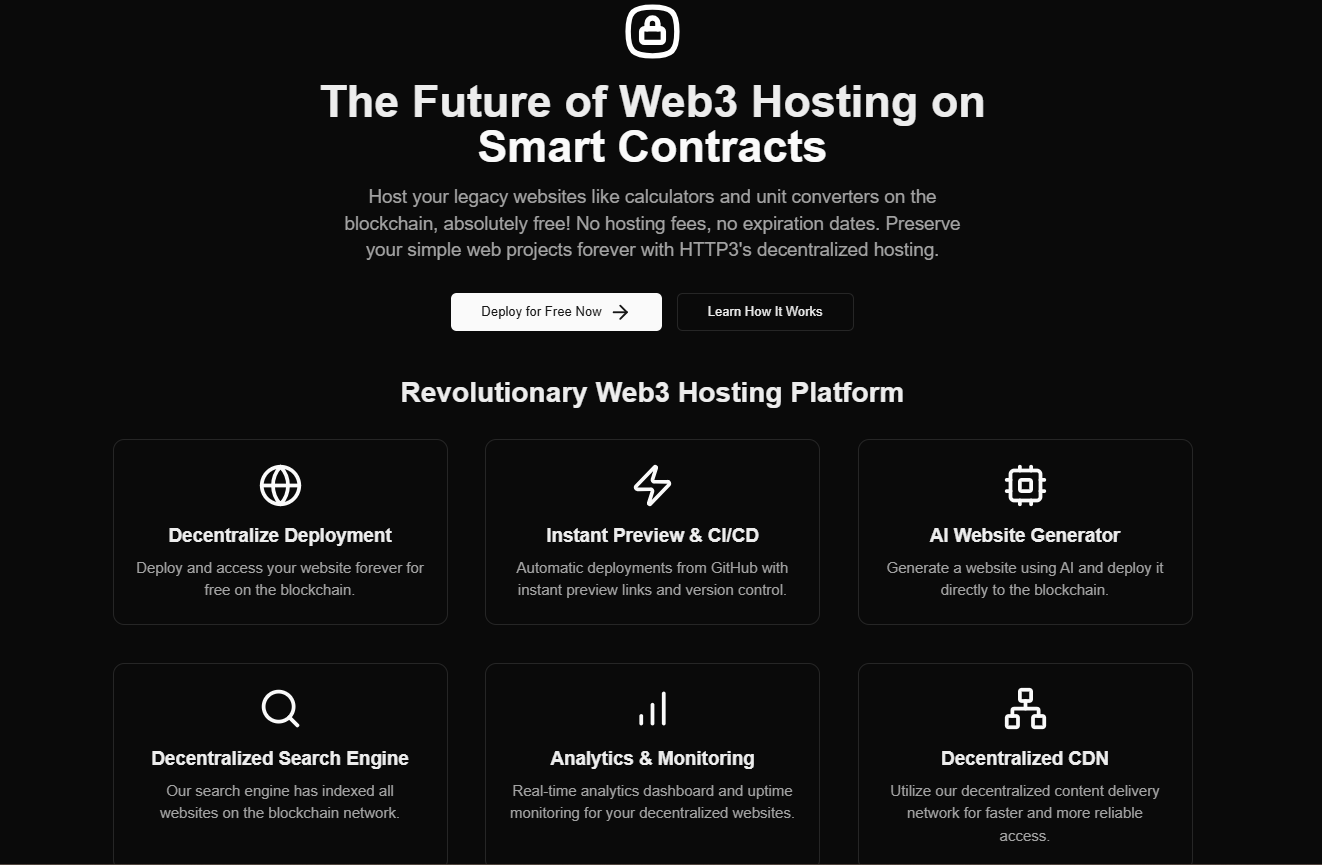 The Future of Web3 Hosting on
Smart Contracts
Host your legacy websites like calculators and unit converters on the
blockchain, absolutely free! No hosting fees, no expiration dates. Preserve
your simple web projects forever with HTTP3's decentralized hosting.
Deploy for Free Now
Learn How It Works
Revolutionary Web3 Hosting Platform
Decentralize Deployment
Deploy and access your website forever for
free on the blockchain.
Instant Preview & CI/CD
Automatic deployments from GitHub with
instant preview links and version control.
AI Website Generator
Generate a website using AI and deploy it
directly to the blockchain.
Decentralized Search Engine
Our search engine has indexed all
websites on the blockchain network.
Analytics & Monitoring
Real-time analytics dashboard and uptime
monitoring for your decentralized websites.
Decentralized CDN
Utilize our decentralized content delivery
network for faster and more reliable
access.